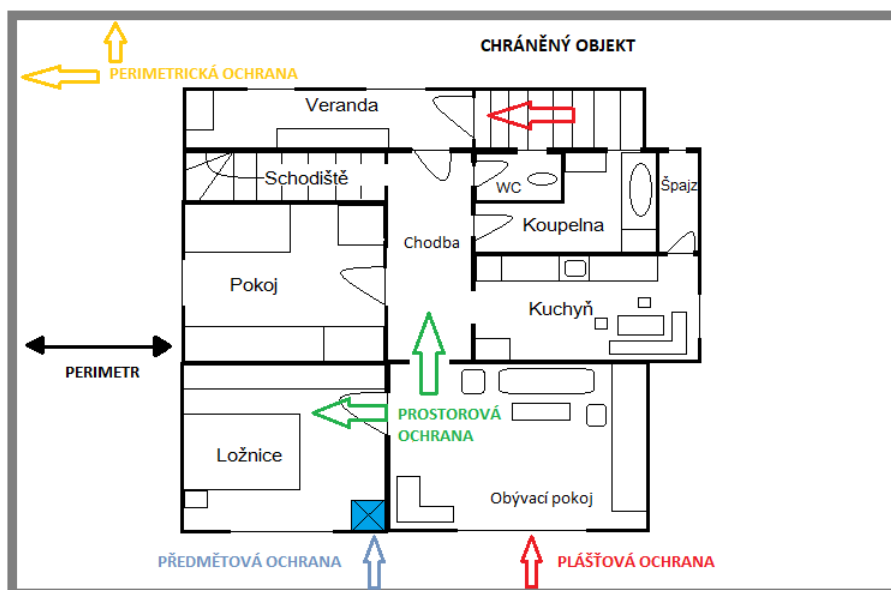 CHRÁNĚNÝ OBJEKT
PERIMETRICKÁ OCHRANA
Veranda
Schodiště
WC
Špajz
Koupelna
Chodba
Pokoj
Kuchyň
PERIMETR
PROSTOROVÁ
OCHRANA
Ložnice
Obývací pokoj
PŘEDMĚTOVÁ OCHRANA
PLÁŠŤOVÁ OCHRANA